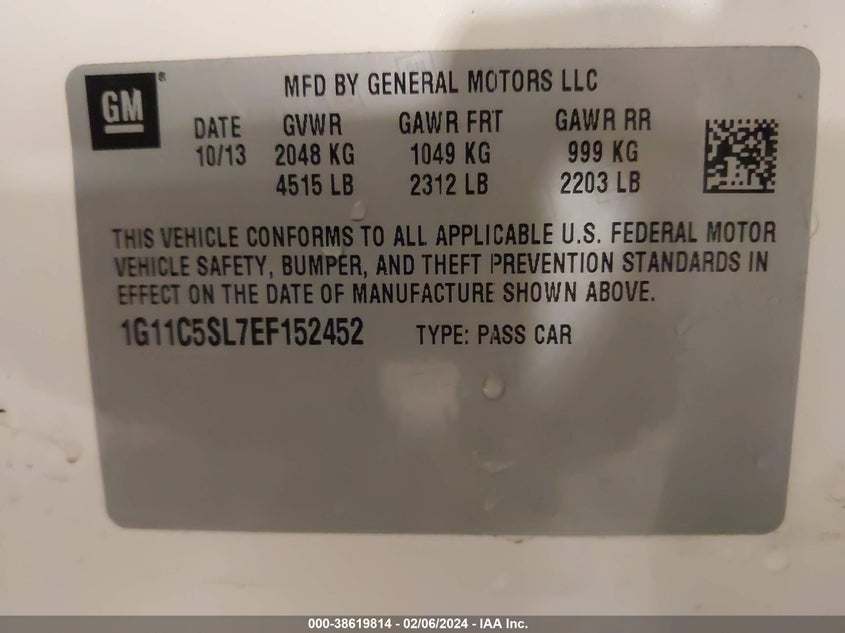 GM ®
MFD BY GENERAL MOTORS LLC
DATE GVWR GAWR FRT GAWR RR
10/13 2048 KG 1049 KG 999 KG
4515 LB 2312 LB 2203 LB
THIS VEHICLE CONFORMS TO ALL APPLICABLE U.S. FEDERAL MOTOR
VEHICLE SAFETY, BUMPER, AND THEFT PREVENTION STANDARDS IN
EFFECT ON THE DATE OF MANUFACTURE SHOWN ABOVE.
1G11C5SL7EF152452 TYPE: PASS CAR
000-38619814 - 02/06/2024 - IAA Inc.